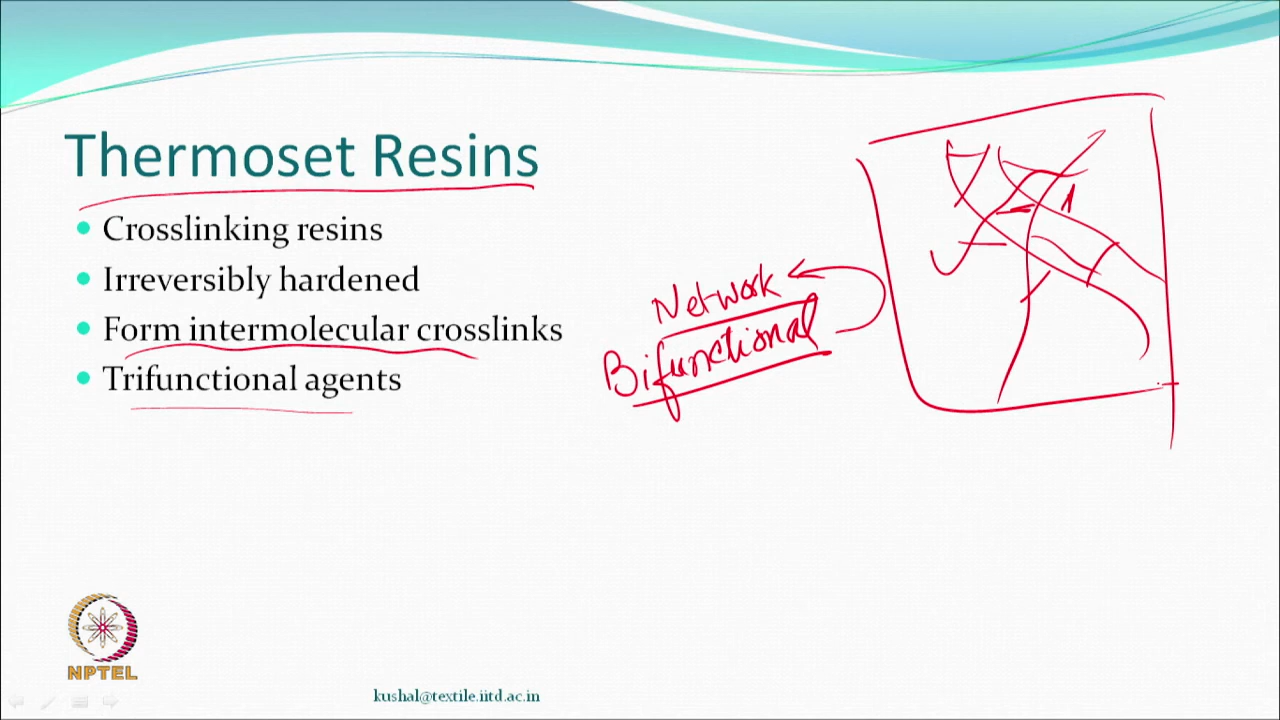 Thermoset Resins
Crosslinking resins
Irreversibly hardened
Form intermolecular crosslinks
Trifunctional agents
Network
Bifunctional
NPTEL
kushal@textile.iitd.ac.in